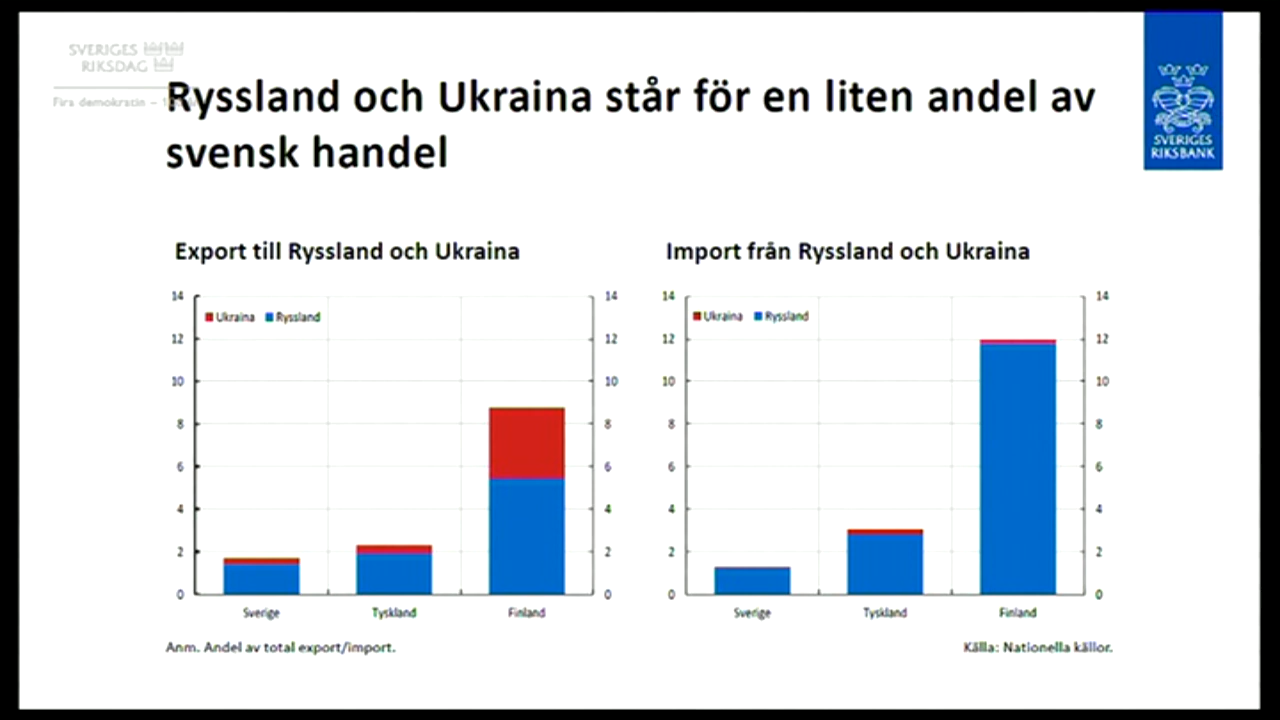 SVERIGES
RIKSDAG
Ryssland och Ukraina står för en liten andel av
svensk handel
SVERIGES
RIKSBANK
Export till Ryssland och Ukraina
14 14
Ukraina Ryssland
12 12
10 10
8 8
6 6
4 4
2 2
0 0
Sverige Tyskland Finland
Import från Ryssland och Ukraina
14 14
Ukraina Ryssland
12 12
10 10
8 8
6 6
4 4
2 2
0 0
Sverige Tyskland Finland
Anm. Andel av total export/import.
Källa: Nationella källor.